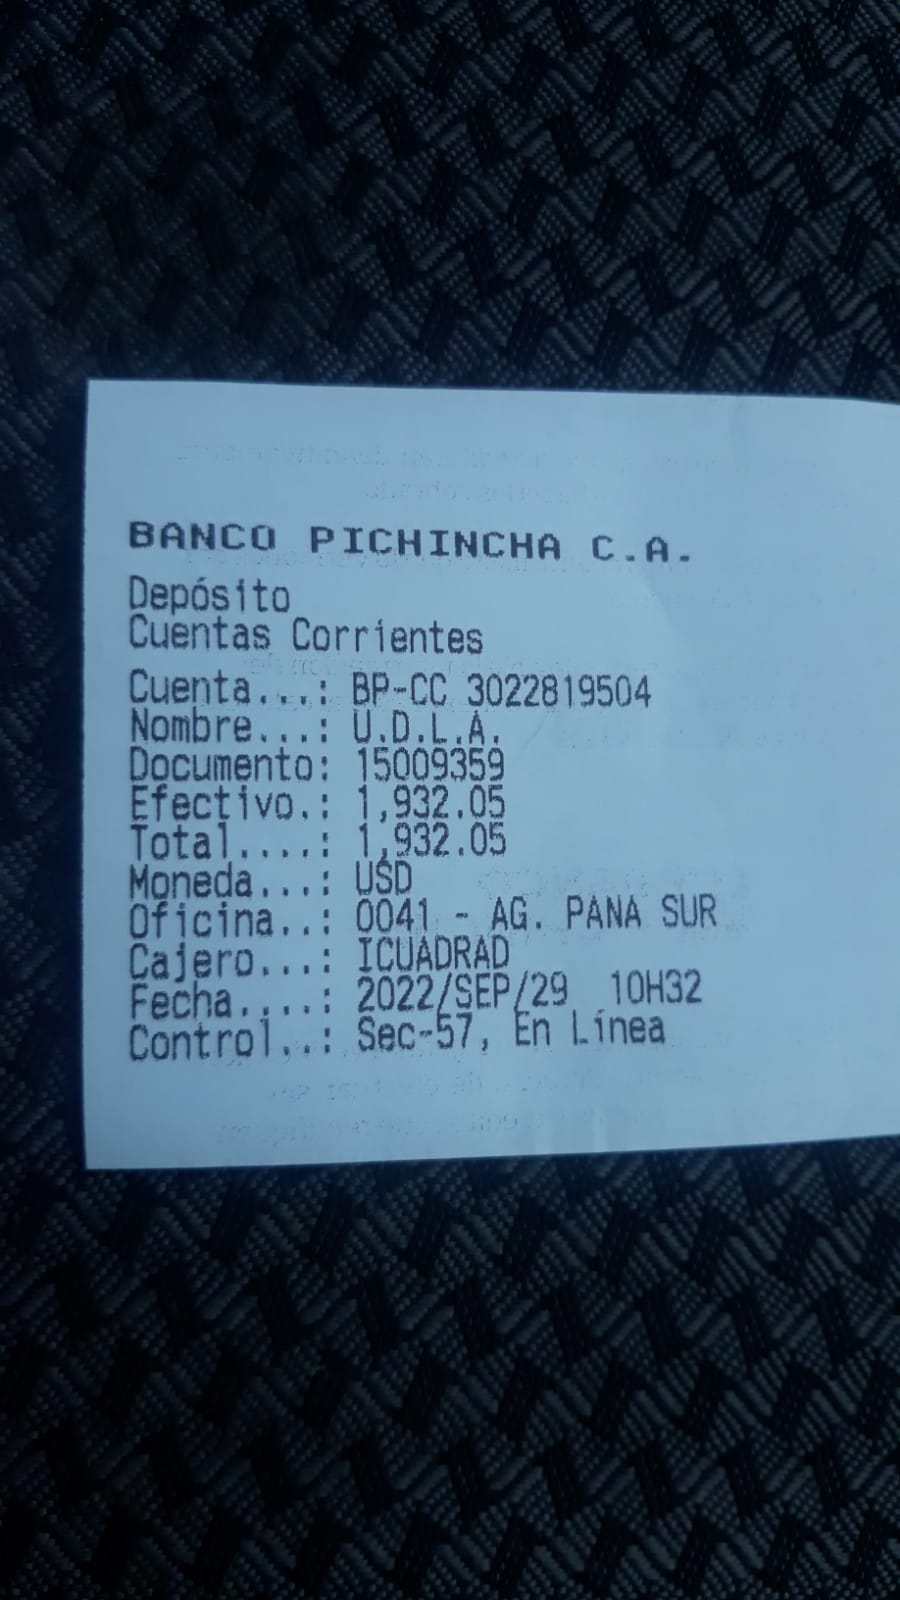 BANCO PICHINCHA C.A.
Depósito
Cuentas Corrientes
Cuenta...: BP-CC 3022819504
Nombre...: U.D.L.A.
Documento: 15009359
Efectivo.: 1,932.05
Total....: 1,932.05
Moneda...: USD
Oficina..: 0041 - AG. PANA SUR
Cajero...: ICUADRAD
Fecha....: 2022/SEP/29 10H32
Control..: Sec-57, En Línea